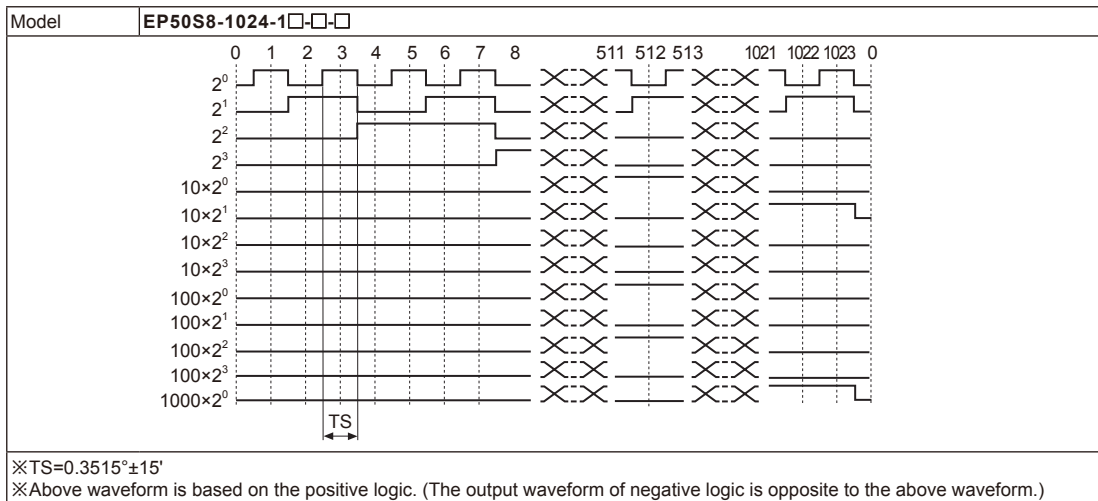 Model EP50S8-1024-1□-□-□
0 1 2 3 4 5 6 7 8 511 512 513 1021 1022 1023 0
2⁰
2¹
2²
2³
10×2⁰
10×2¹
10×2²
10×2³
100×2⁰
100×2¹
100×2²
100×2³
1000×2⁰
TS
※TS=0.3515°±15'
※Above waveform is based on the positive logic. (The output waveform of negative logic is opposite to the above waveform.)